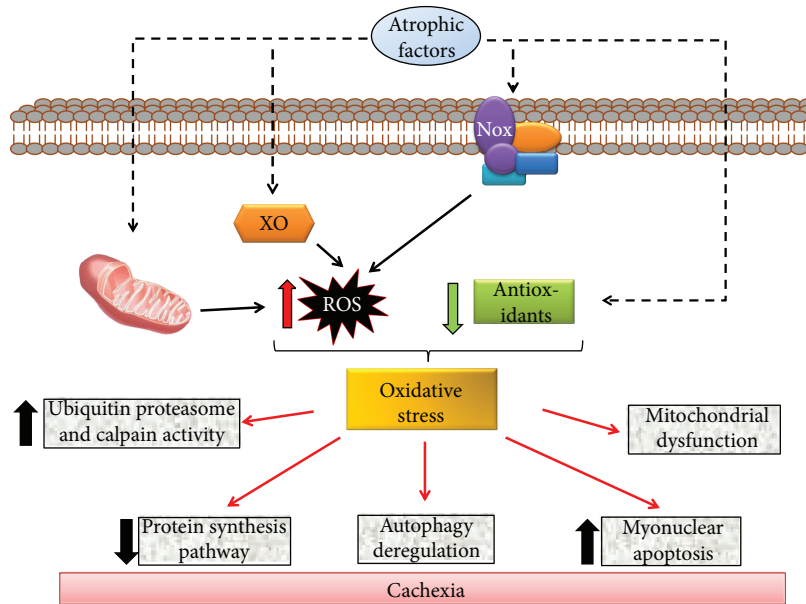 Atrophic
factors
Nox
XO
ROS
Antiox-
idants
Oxidative
stress
Ubiquitin proteasome
and calpain activity
Mitochondrial
dysfunction
Protein synthesis
pathway
Autophagy
deregulation
Myonuclear
apoptosis
Cachexia